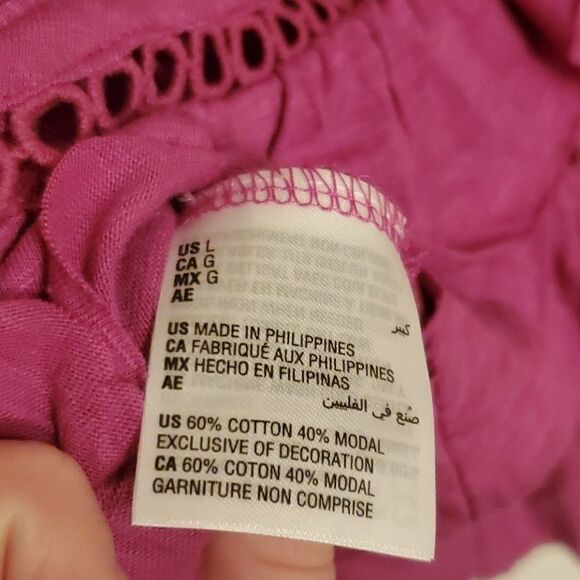 US L
CA G
MX G
AE كبير
US MADE IN PHILIPPINES
CA FABRIQUÉ AUX PHILIPPINES
MX HECHO EN FILIPINAS
AE صُنع في الفلبين
US 60% COTTON 40% MODAL
EXCLUSIVE OF DECORATION
CA 60% COTON 40% MODAL
GARNITURE NON COMPRISE